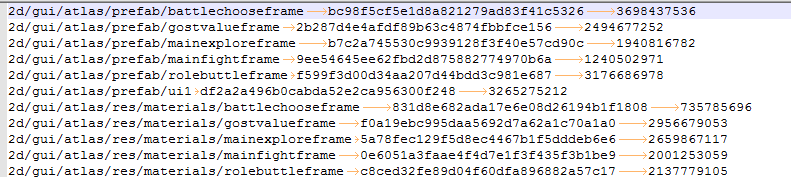 2d/gui/atlas/prefab/battlechooseframe	bc98f5cf5e1d8a821279ad83f41c5326	3698437536
2d/gui/atlas/prefab/gostvalueframe	2b287d4e4afdf89b63c4874fbbfce156	2494677252
2d/gui/atlas/prefab/mainexploreframe	b7c2a745530c9939128f3f40e57cd90c	1940816782
2d/gui/atlas/prefab/mainfightframe	9ee54645ee62fbd2d875882774970b6a	1240502971
2d/gui/atlas/prefab/rolebuttleframe	f599f3d00d34aa207d44bdd3c981e687	3176686978
2d/gui/atlas/prefab/ui1	df2a2a496b0cabda52e2ca956300f248	3265275212
2d/gui/atlas/res/materials/battlechooseframe	831d8e682ada17e6e08d26194b1f1808	735785696
2d/gui/atlas/res/materials/gostvalueframe	f0a19ebc995daa5692d7a62a1c70a1a0	2956679053
2d/gui/atlas/res/materials/mainexploreframe	5a78fec129f5d8ec4467b1f5dddeb6e6	2659867117
2d/gui/atlas/res/materials/mainfightframe	0e6051a3faae4f4d7e1f3f435f3b1be9	2001253059
2d/gui/atlas/res/materials/rolebuttleframe	c8ced32fe89d04f60dfa896882a57c17	2137779105